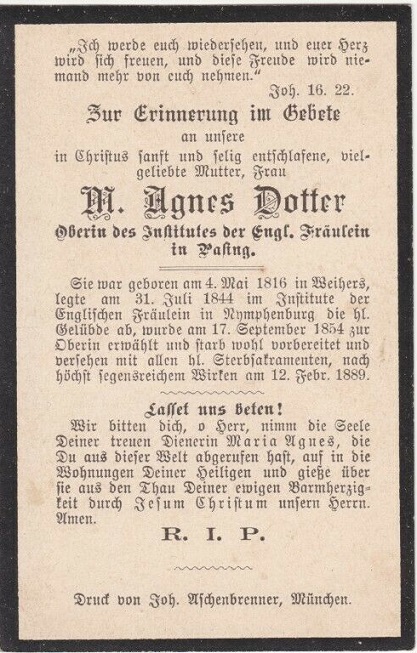 „Ich werde euch wiedersehen, und euer Herz
wird sich freuen, und diese Freude wird nie-
mand mehr von euch nehmen.“
Joh. 16. 22.
Zur Erinnerung im Gebete
an unsere
in Christus sanft und selig entschlafene, viel-
geliebte Mutter, Frau
M. Agnes Dotter
Oberin des Institutes der Engl. Fräulein
in Pasing.
Sie war geboren am 4. Mai 1816 in Weihers,
legte am 31. Juli 1844 im Institute der
Englischen Fräulein in Nymphenburg die hl.
Gelübde ab, wurde am 17. September 1854 zur
Oberin erwählt und starb wohl vorbereitet und
versehen mit allen hl. Sterbsakramenten, nach
höchst segensreichem Wirken am 12. Febr. 1889.
Lasset uns beten!
Wir bitten dich, o Herr, nimm die Seele
Deiner treuen Dienerin Maria Agnes, die
Du aus dieser Welt abgerufen hast, auf in die
Wohnungen Deiner Heiligen und gieße über
sie aus den Thau Deiner ewigen Barmherzig-
keit durch Jesum Christum unsern Herrn.
Amen.
R. I. P.
Druck von Joh. Aschenbrenner, München.